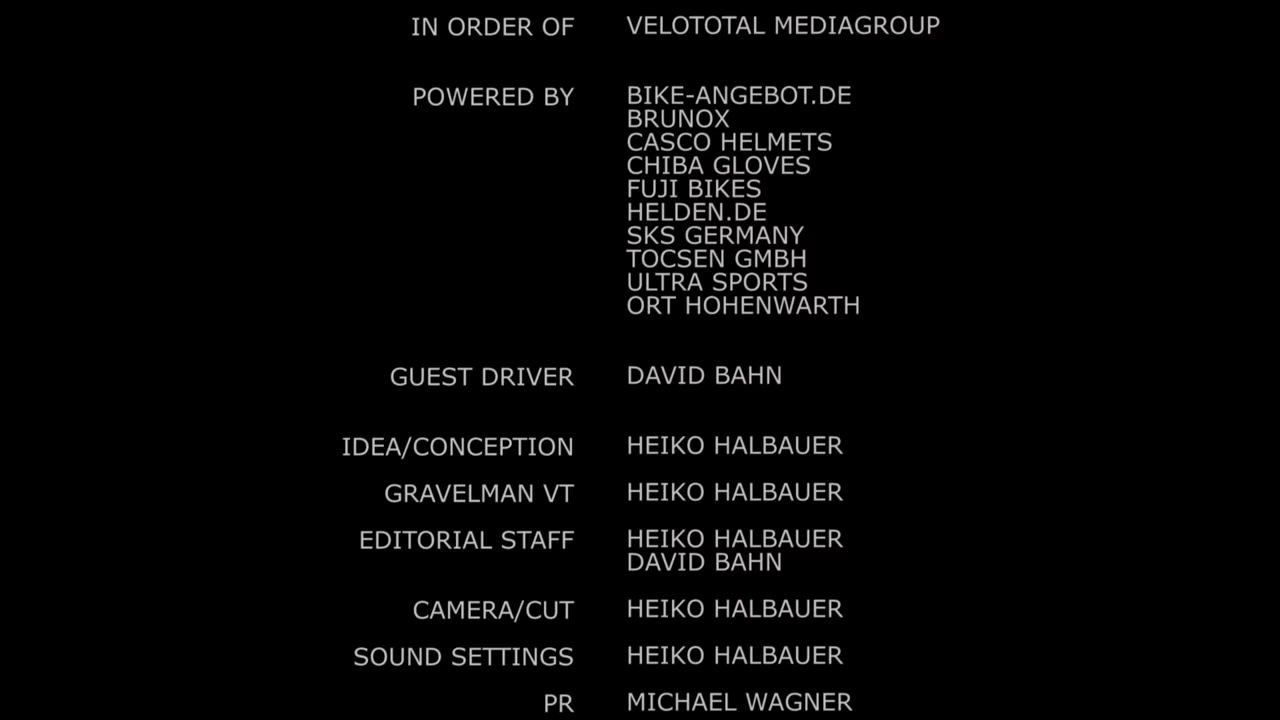 IN ORDER OF VELOTOTAL MEDIAGROUP
POWERED BY BIKE-ANGEBOT.DE
BRUNOX
CASCO HELMETS
CHIBA GLOVES
FUJI BIKES
HELDEN.DE
SKS GERMANY
TOCSEN GMBH
ULTRA SPORTS
ORT HOHENWARTH
GUEST DRIVER DAVID BAHN
IDEA/CONCEPTION HEIKO HALBAUER
GRAVELMAN VT HEIKO HALBAUER
EDITORIAL STAFF HEIKO HALBAUER
DAVID BAHN
CAMERA/CUT HEIKO HALBAUER
SOUND SETTINGS HEIKO HALBAUER
PR MICHAEL WAGNER